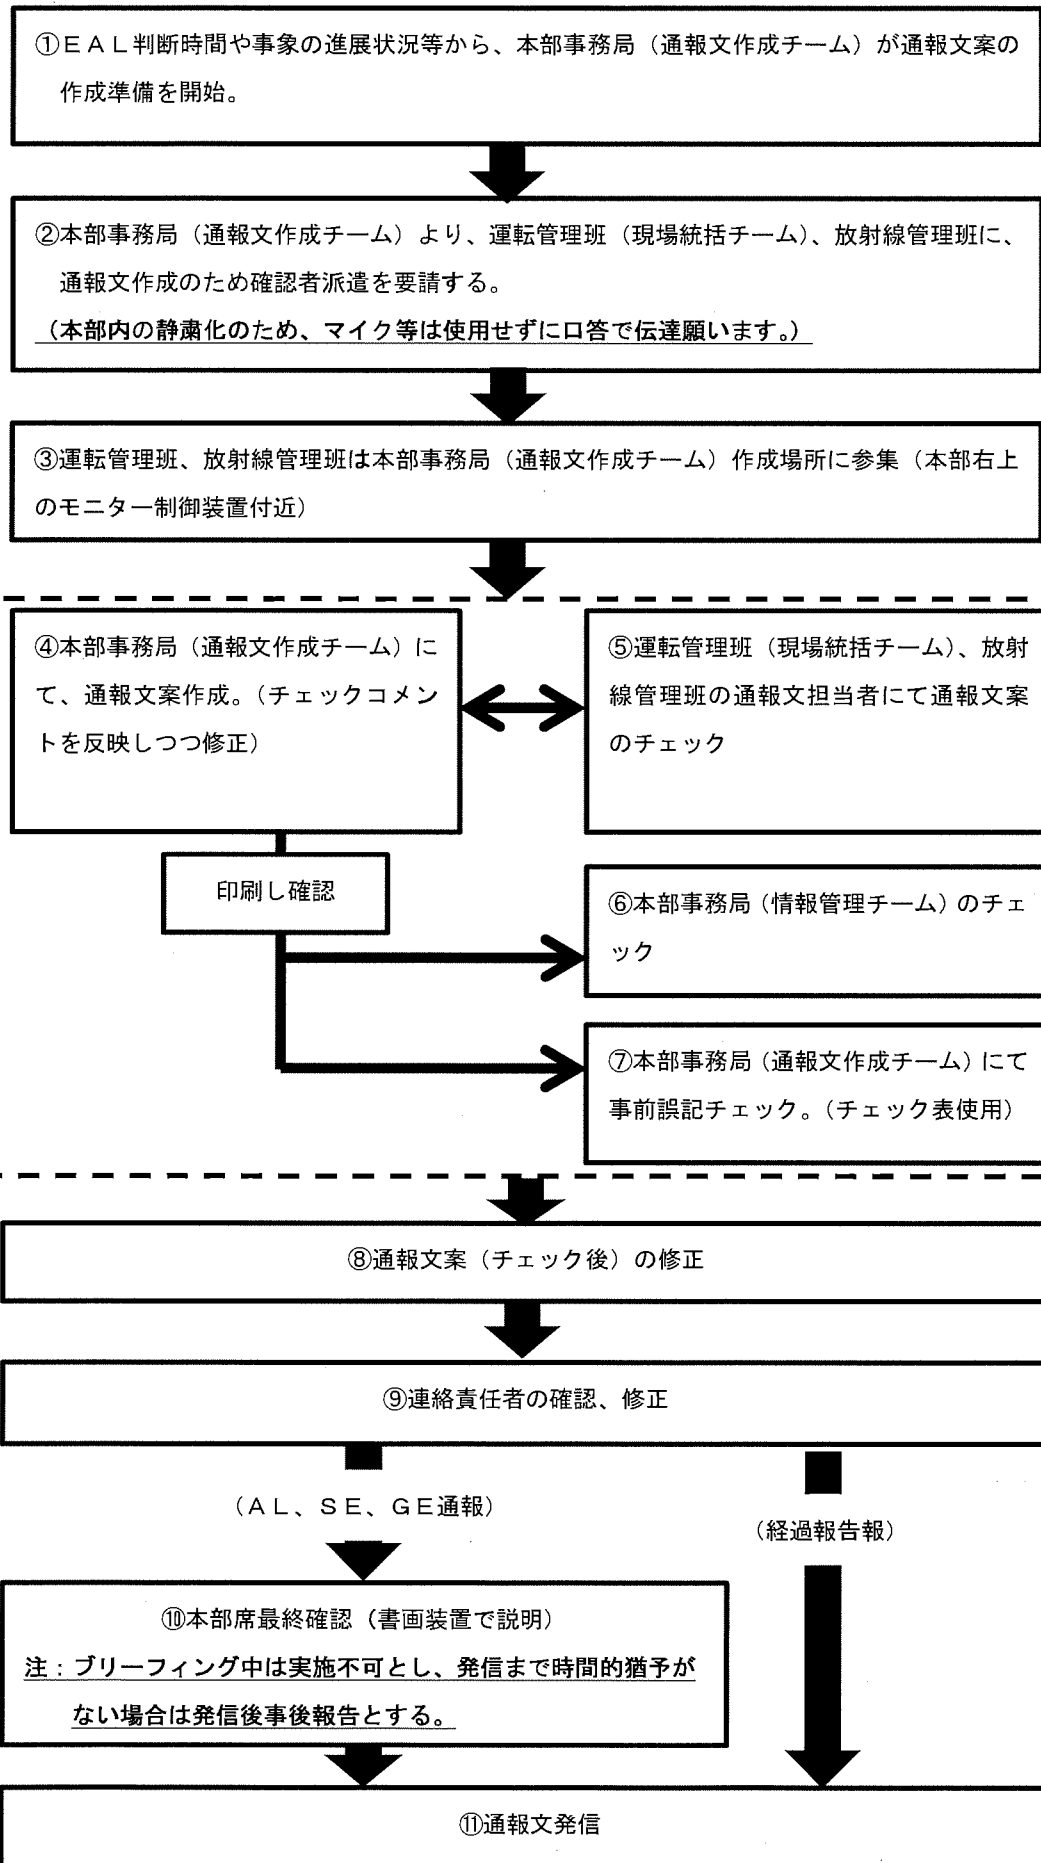 ①ＥＡＬ判断時間や事象の進展状況等から、本部事務局（通報文作成チーム）が通報文案の
作成準備を開始。
②本部事務局（通報文作成チーム）より、運転管理班（現場統括チーム）、放射線管理班に、
通報文作成のため確認者派遣を要請する。
（本部内の静粛化のため、マイク等は使用せずに口答で伝達願います。）
③運転管理班、放射線管理班は本部事務局（通報文作成チーム）作成場所に参集（本部右上
のモニター制御装置付近）
④本部事務局（通報文作成チーム）に
て、通報文案作成。（チェックコメン
トを反映しつつ修正）
⑤運転管理班（現場統括チーム）、放射
線管理班の通報文担当者にて通報文案
のチェック
印刷し確認
⑥本部事務局（情報管理チーム）のチェ
ック
⑦本部事務局（通報文作成チーム）にて
事前誤記チェック。（チェック表使用）
⑧通報文案（チェック後）の修正
⑨連絡責任者の確認、修正
（ＡＬ、ＳＥ、ＧＥ通報）
（経過報告報）
⑩本部席最終確認（書画装置で説明）
注：ブリーフィング中は実施不可とし、発信まで時間的猶予が
ない場合は発信後事後報告とする。
⑪通報文発信